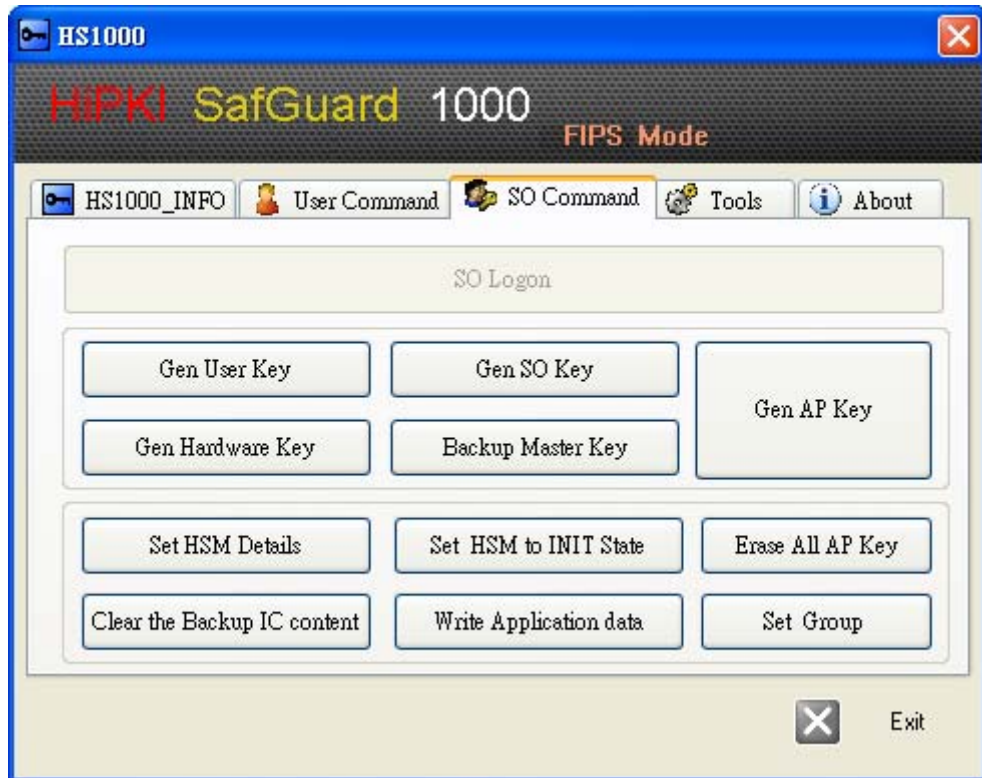 HS1000
HiPKI SafGuard 1000
FIPS Mode
HS1000_INFO User Command SO Command Tools About
SO Logon
Gen User Key Gen SO Key Gen AP Key
Gen Hardware Key Backup Master Key
Set HSM Details Set HSM to INIT State Erase All AP Key
Clear the Backup IC content Write Application data Set Group
Exit